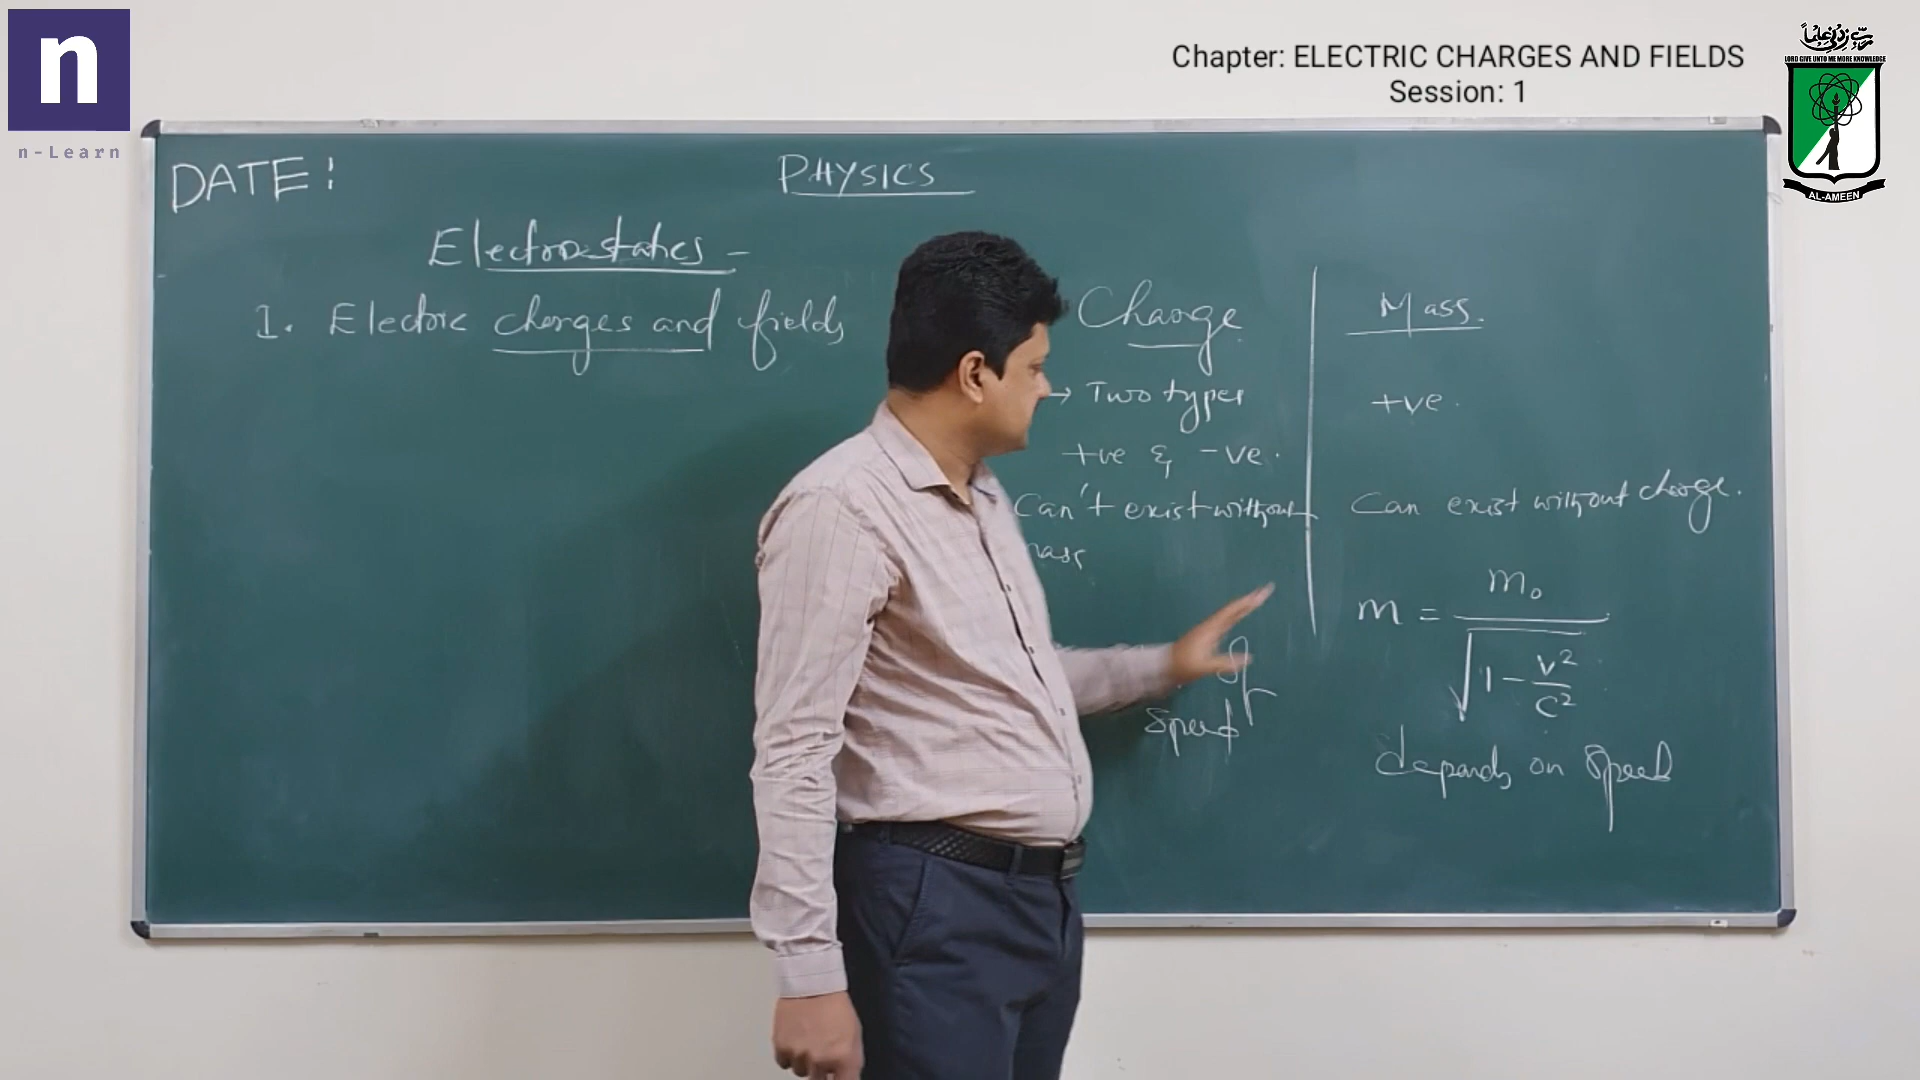 n
n-Learn
Chapter: ELECTRIC CHARGES AND FIELDS
Session: 1
LORD GIVE UNTO ME MORE KNOWLEDGE
AL-AMEEN
DATE:
PHYSICS
Electrostatics -
1. Electric charges and fields
Charge
→ Two types
+ve & -ve.
Can't exist without
speed
Mass.
+ve.
Can exist without charge.
m = m₀ / √(1 - v²/c²)
depends on speed